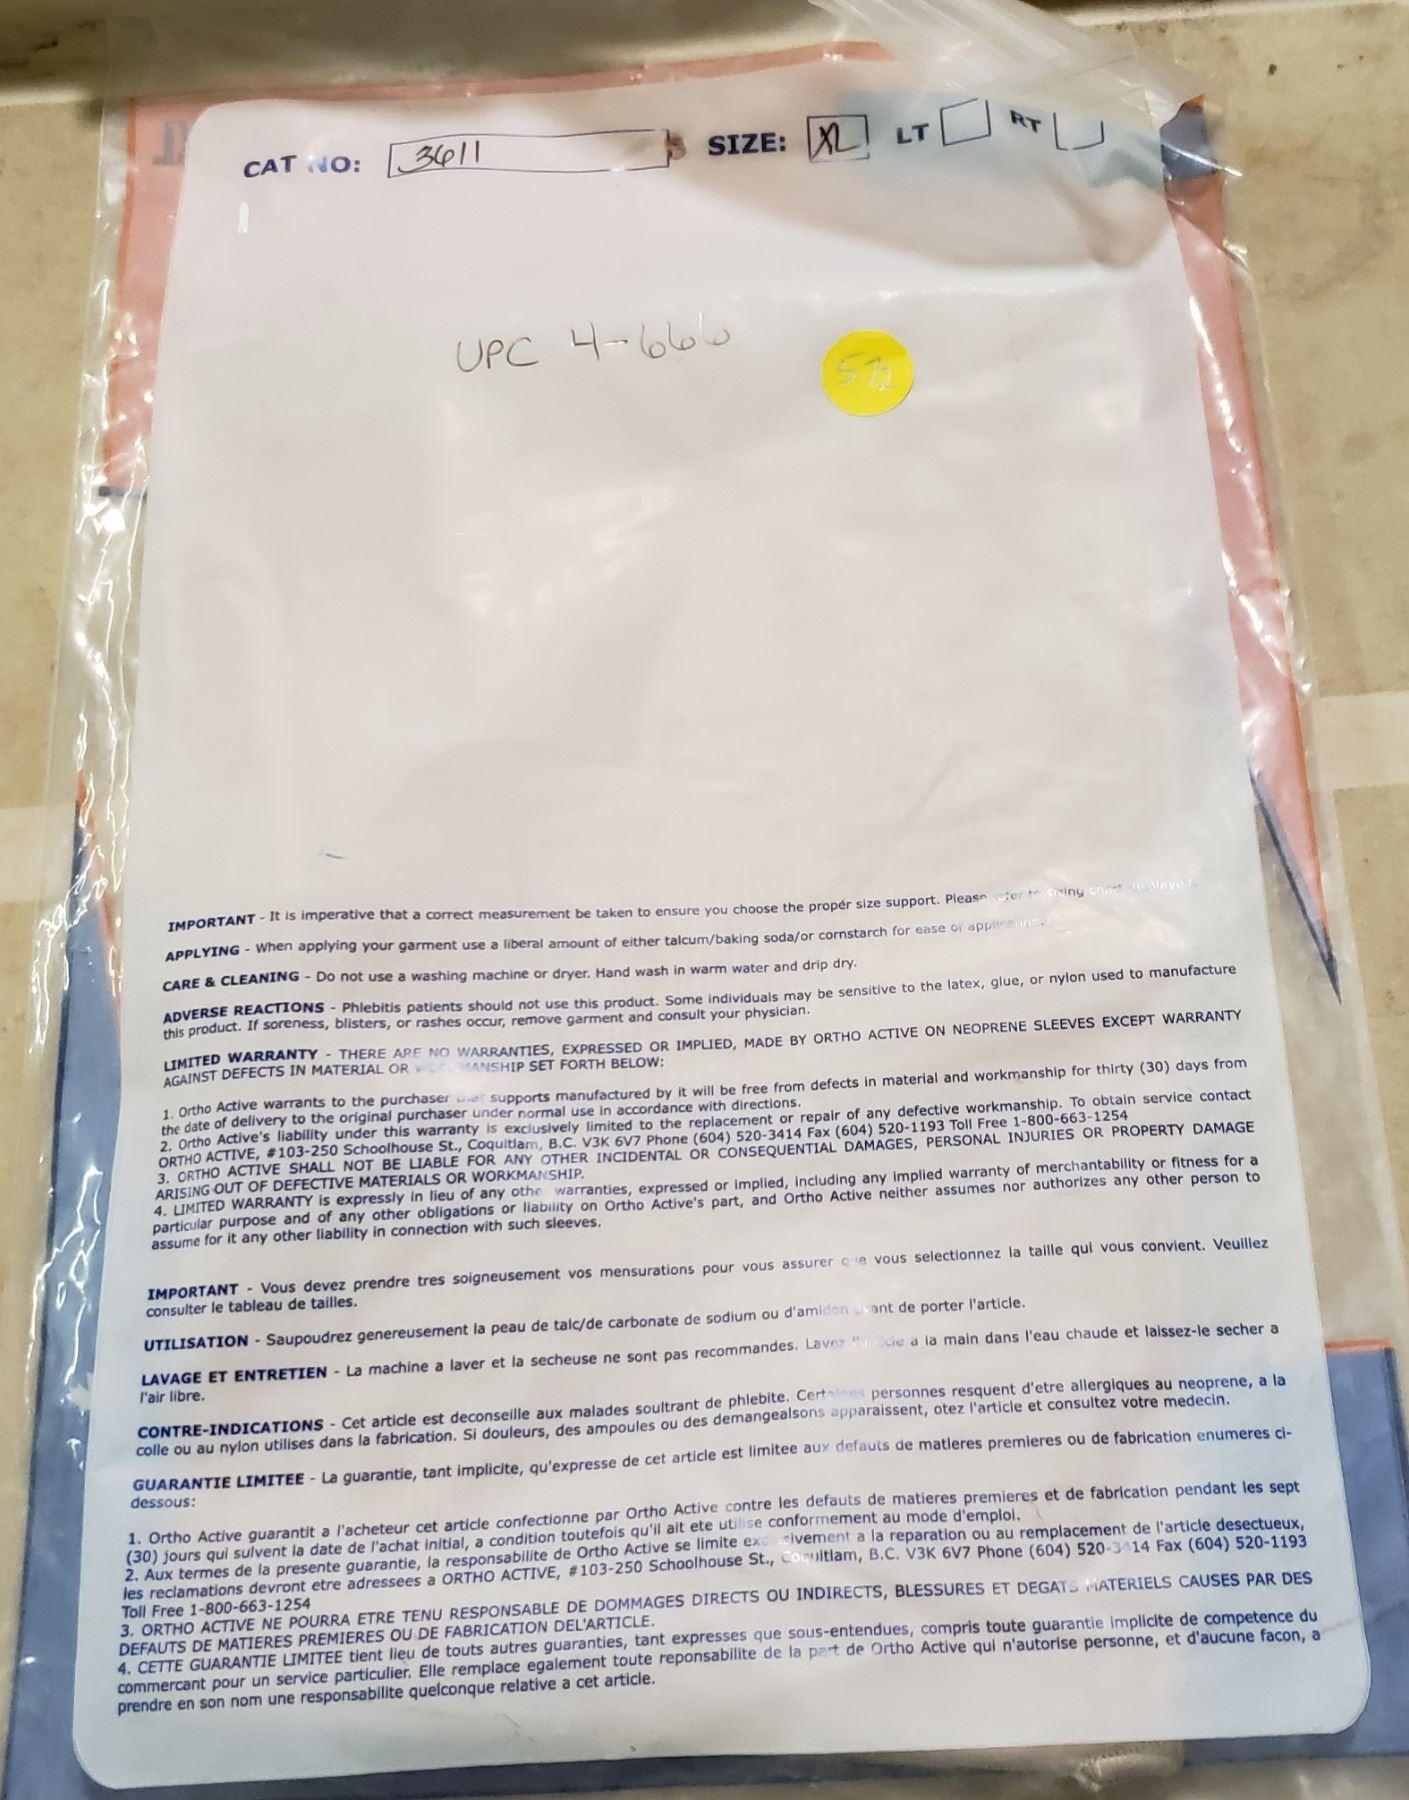 CAT NO: 3611 SIZE: XL LT RT
UPC 4-666
IMPORTANT - It is imperative that a correct measurement be taken to ensure you choose the proper size support. Please refer to sizing chart displayed.
APPLYING - When applying your garment use a liberal amount of either talcum/baking soda/or cornstarch for ease of application.
CARE & CLEANING - Do not use a washing machine or dryer. Hand wash in warm water and drip dry.
ADVERSE REACTIONS - Phlebitis patients should not use this product. Some individuals may be sensitive to the latex, glue, or nylon used to manufacture
this product. If soreness, blisters, or rashes occur, remove garment and consult your physician.
LIMITED WARRANTY - THERE ARE NO WARRANTIES, EXPRESSED OR IMPLIED, MADE BY ORTHO ACTIVE ON NEOPRENE SLEEVES EXCEPT WARRANTY
AGAINST DEFECTS IN MATERIAL OR WORKMANSHIP SET FORTH BELOW:
1. Ortho Active warrants to the purchaser that supports manufactured by it will be free from defects in material and workmanship for thirty (30) days from
the date of delivery to the original purchaser under normal use in accordance with directions.
2. Ortho Active's liability under this warranty is exclusively limited to the replacement or repair of any defective workmanship. To obtain service contact
ORTHO ACTIVE, #103-250 Schoolhouse St., Coquitlam, B.C. V3K 6V7 Phone (604) 520-3414 Fax (604) 520-1193 Toll Free 1-800-663-1254
3. ORTHO ACTIVE SHALL NOT BE LIABLE FOR ANY OTHER INCIDENTAL OR CONSEQUENTIAL DAMAGES, PERSONAL INJURIES OR PROPERTY DAMAGE
ARISING OUT OF DEFECTIVE MATERIALS OR WORKMANSHIP.
4. LIMITED WARRANTY is expressly in lieu of any other warranties, expressed or implied, including any implied warranty of merchantability or fitness for a
particular purpose and of any other obligations or liability on Ortho Active's part, and Ortho Active neither assumes nor authorizes any other person to
assume for it any other liability in connection with such sleeves.
IMPORTANT - Vous devez prendre tres soigneusement vos mensurations pour vous assurer que vous selectionnez la taille qui vous convient. Veuillez
consulter le tableau de tailles.
UTILISATION - Saupoudrez genereusement la peau de talc/de carbonate de sodium ou d'amidon avant de porter l'article.
LAVAGE ET ENTRETIEN - La machine a laver et la secheuse ne sont pas recommandes. Lavez l'article a la main dans l'eau chaude et laissez-le secher a
l'air libre.
CONTRE-INDICATIONS - Cet article est deconseille aux malades soultrant de phlebite. Certaines personnes resquent d'etre allergiques au neoprene, a la
colle ou au nylon utilises dans la fabrication. Si douleurs, des ampoules ou des demangealsons apparaissent, otez l'article et consultez votre medecin.
GUARANTIE LIMITEE - La guarantie, tant implicite, qu'expresse de cet article est limitee aux defauts de matieres premieres ou de fabrication enumeres ci-
dessous:
1. Ortho Active guarantit a l'acheteur cet article confectionne par Ortho Active contre les defauts de matieres premieres et de fabrication pendant les sept
(30) jours qui suivent la date de l'achat initial, a condition toutefois qu'il ait ete utilise conformement au mode d'emploi.
2. Aux termes de la presente guarantie, la responsabilite de Ortho Active se limite exclusivement a la reparation ou au remplacement de l'article desectueux,
les reclamations devront etre adressees a ORTHO ACTIVE, #103-250 Schoolhouse St., Coquitlam, B.C. V3K 6V7 Phone (604) 520-3414 Fax (604) 520-1193
Toll Free 1-800-663-1254
3. ORTHO ACTIVE NE POURRA ETRE TENU RESPONSABLE DE DOMMAGES DIRECTS OU INDIRECTS, BLESSURES ET DEGATS MATERIELS CAUSES PAR DES
DEFAUTS DE MATIERES PREMIERES OU DE FABRICATION DEL'ARTICLE.
4. CETTE GUARANTIE LIMITEE tient lieu de touts autres guaranties, tant expresses que sous-entendues, compris toute guarantie implicite de competence du
commercant pour un service particulier. Elle remplace egalement toute reponsabilite de la part de Ortho Active qui n'autorise personne, et d'aucune facon, a
prendre en son nom une responsabilite quelconque relative a cet article.